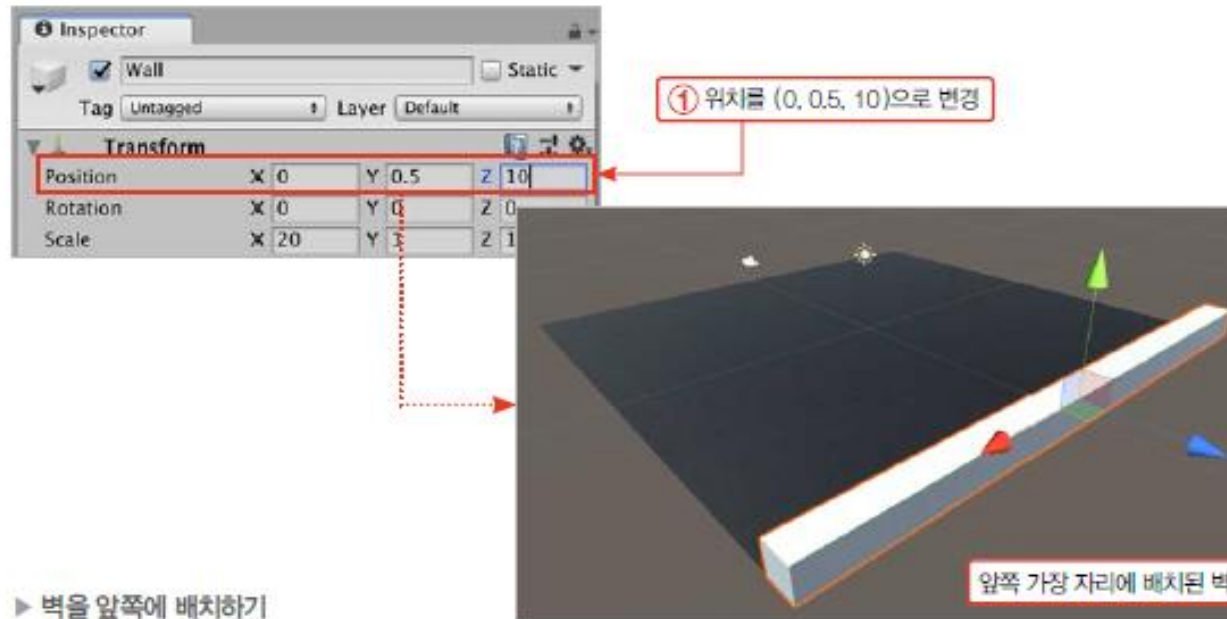 Inspector
Wall Static
Tag Untagged Layer Default
Transform
Position X 0 Y 0.5 Z 10
Rotation X 0 Y 0 Z 0
Scale X 20 Y 1 Z 1
① 위치를 (0, 0.5, 10)으로 변경
앞쪽 가장 자리에 배치된 벽
▶ 벽을 앞쪽에 배치하기